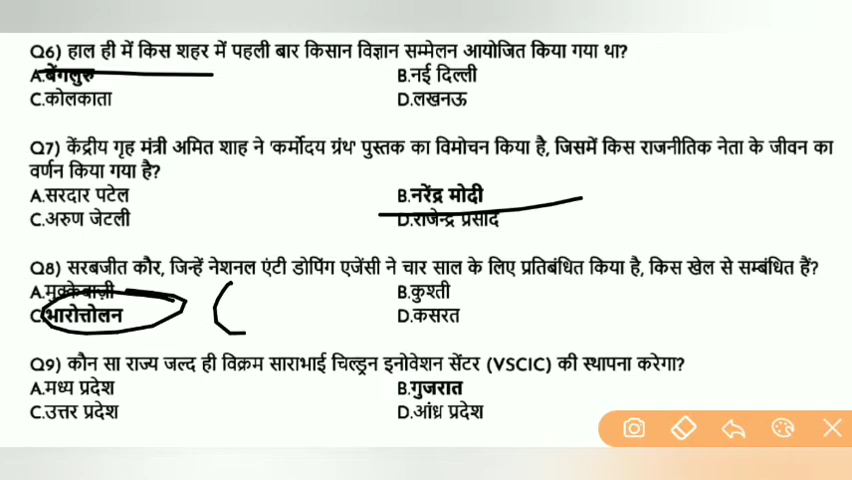 Q6) हाल ही में किस शहर में पहली बार किसान विज्ञान सम्मेलन आयोजित किया गया था?
A.बेंगलुरु B.नई दिल्ली
C.कोलकाता D.लखनऊ
Q7) केंद्रीय गृह मंत्री अमित शाह ने 'कर्मोदय ग्रंथ' पुस्तक का विमोचन किया है, जिसमें किस राजनीतिक नेता के जीवन का
वर्णन किया गया है?
A.सरदार पटेल B.नरेंद्र मोदी
C.अरुण जेटली D.राजेन्द्र प्रसाद
Q8) सरबजीत कौर, जिन्हें नेशनल एंटी डोपिंग एजेंसी ने चार साल के लिए प्रतिबंधित किया है, किस खेल से सम्बंधित हैं?
A.मुक्केबाज़ी B.कुश्ती
C.भारोत्तोलन D.कसरत
Q9) कौन सा राज्य जल्द ही विक्रम साराभाई चिल्ड्रन इनोवेशन सेंटर (VSCIC) की स्थापना करेगा?
A.मध्य प्रदेश B.गुजरात
C.उत्तर प्रदेश D.आंध्र प्रदेश